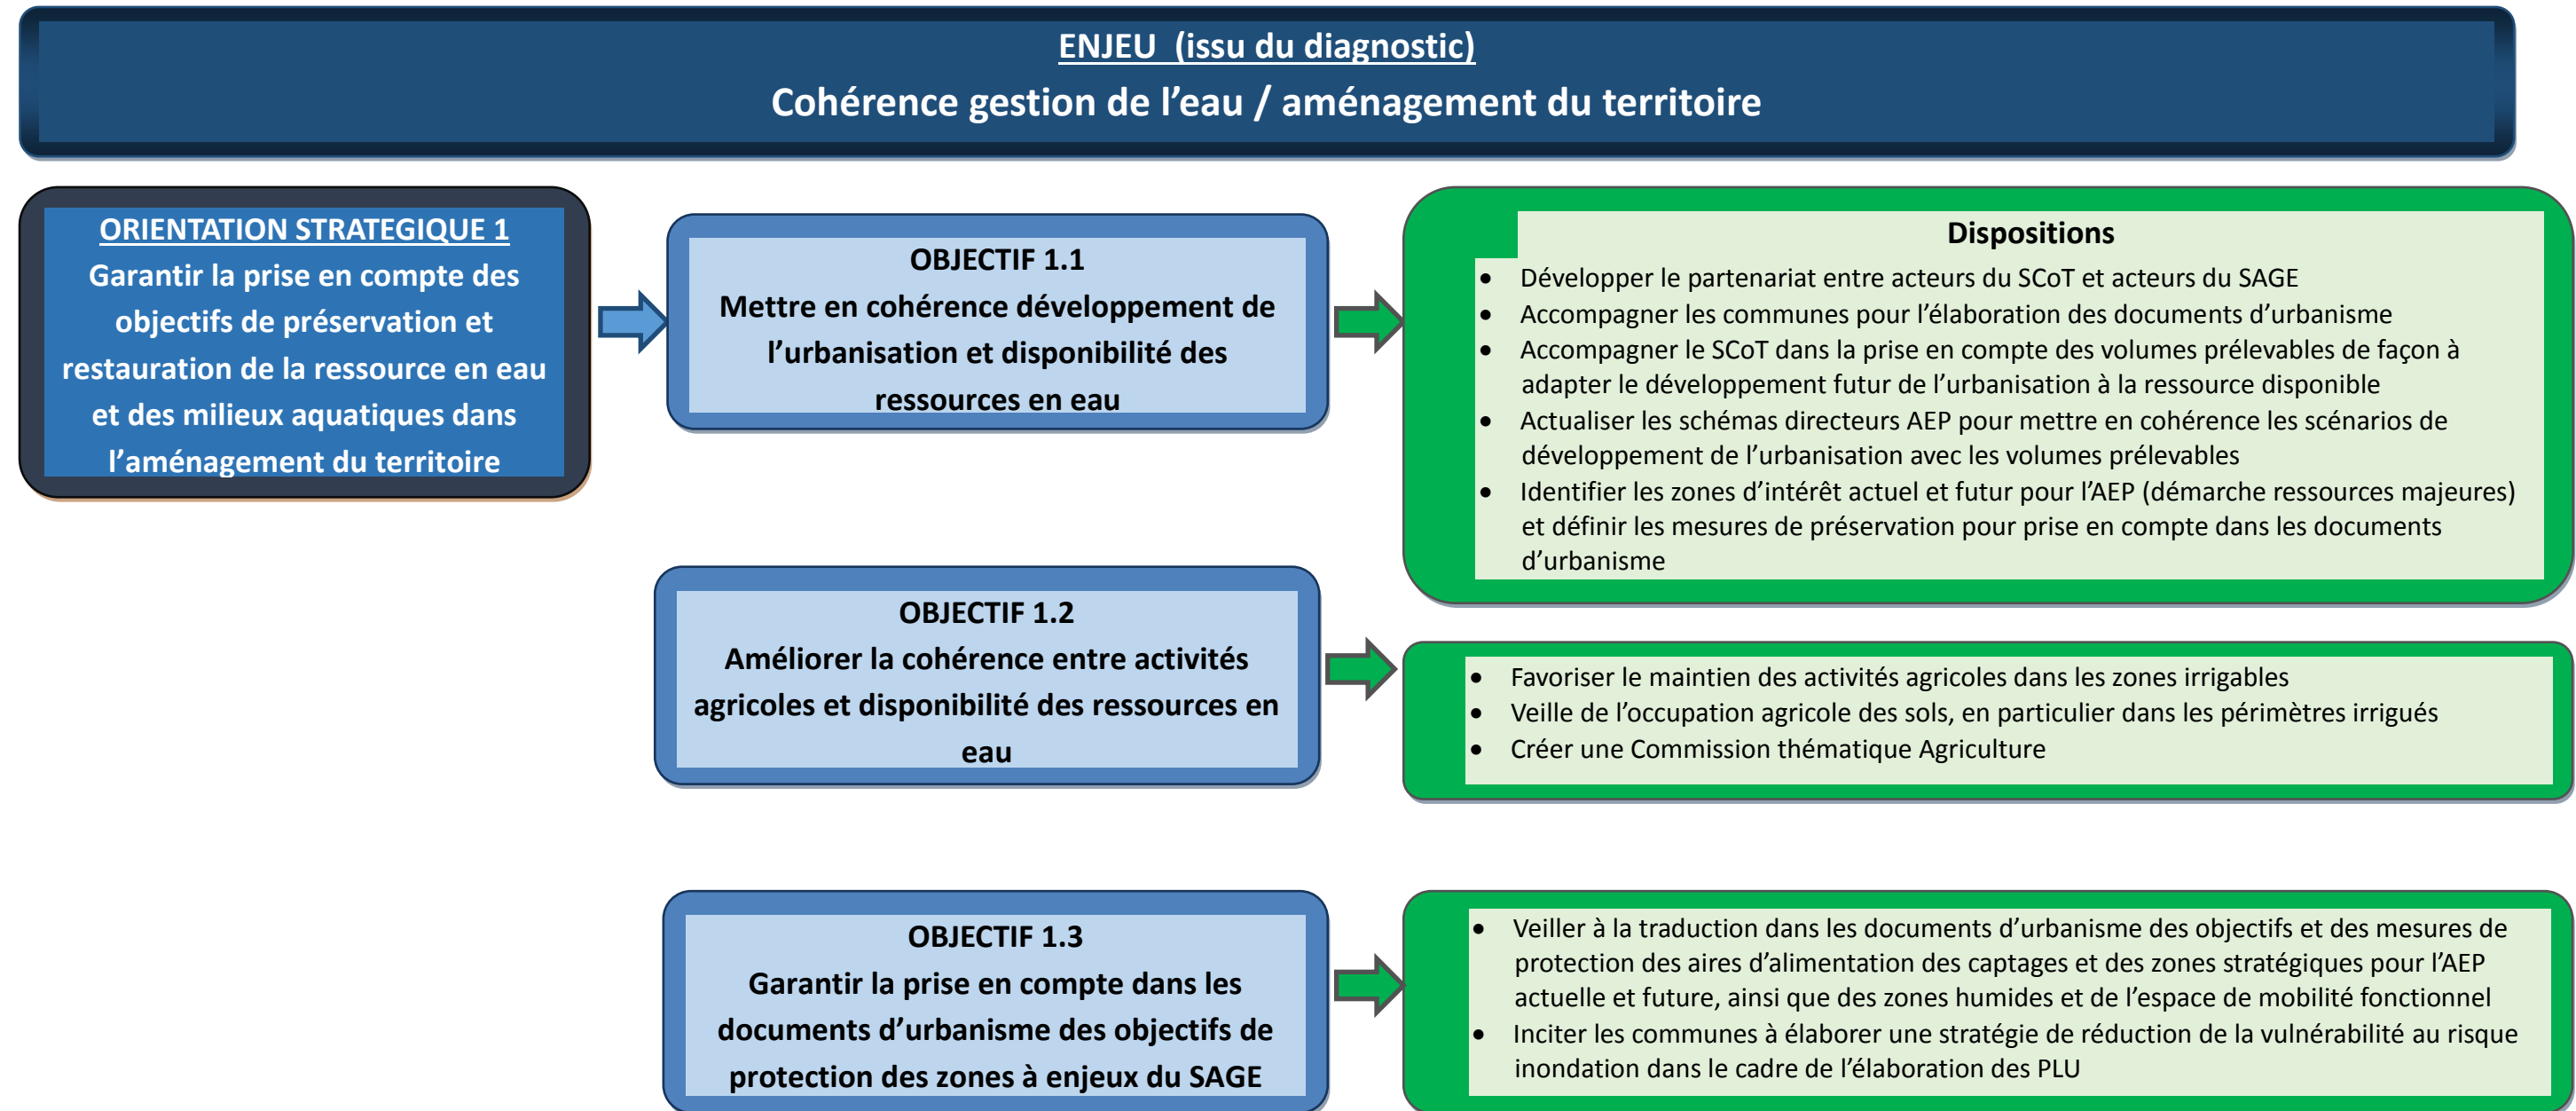 ENJEU (issu du diagnostic)
Cohérence gestion de l’eau / aménagement du territoire
ORIENTATION STRATEGIQUE 1
Garantir la prise en compte des
objectifs de préservation et
restauration de la ressource en eau
et des milieux aquatiques dans
l’aménagement du territoire
OBJECTIF 1.1
Mettre en cohérence développement de
l’urbanisation et disponibilité des
ressources en eau
Dispositions
• Développer le partenariat entre acteurs du SCoT et acteurs du SAGE
• Accompagner les communes pour l’élaboration des documents d’urbanisme
• Accompagner le SCoT dans la prise en compte des volumes prélevables de façon à
adapter le développement futur de l’urbanisation à la ressource disponible
• Actualiser les schémas directeurs AEP pour mettre en cohérence les scénarios de
développement de l’urbanisation avec les volumes prélevables
• Identifier les zones d’intérêt actuel et futur pour l’AEP (démarche ressources majeures)
et définir les mesures de préservation pour prise en compte dans les documents
d’urbanisme
OBJECTIF 1.2
Améliorer la cohérence entre activités
agricoles et disponibilité des ressources en
eau
• Favoriser le maintien des activités agricoles dans les zones irrigables
• Veille de l’occupation agricole des sols, en particulier dans les périmètres irrigués
• Créer une Commission thématique Agriculture
OBJECTIF 1.3
Garantir la prise en compte dans les
documents d’urbanisme des objectifs de
protection des zones à enjeux du SAGE
• Veiller à la traduction dans les documents d’urbanisme des objectifs et des mesures de
protection des aires d’alimentation des captages et des zones stratégiques pour l’AEP
actuelle et future, ainsi que des zones humides et de l’espace de mobilité fonctionnel
• Inciter les communes à élaborer une stratégie de réduction de la vulnérabilité au risque
inondation dans le cadre de l’élaboration des PLU